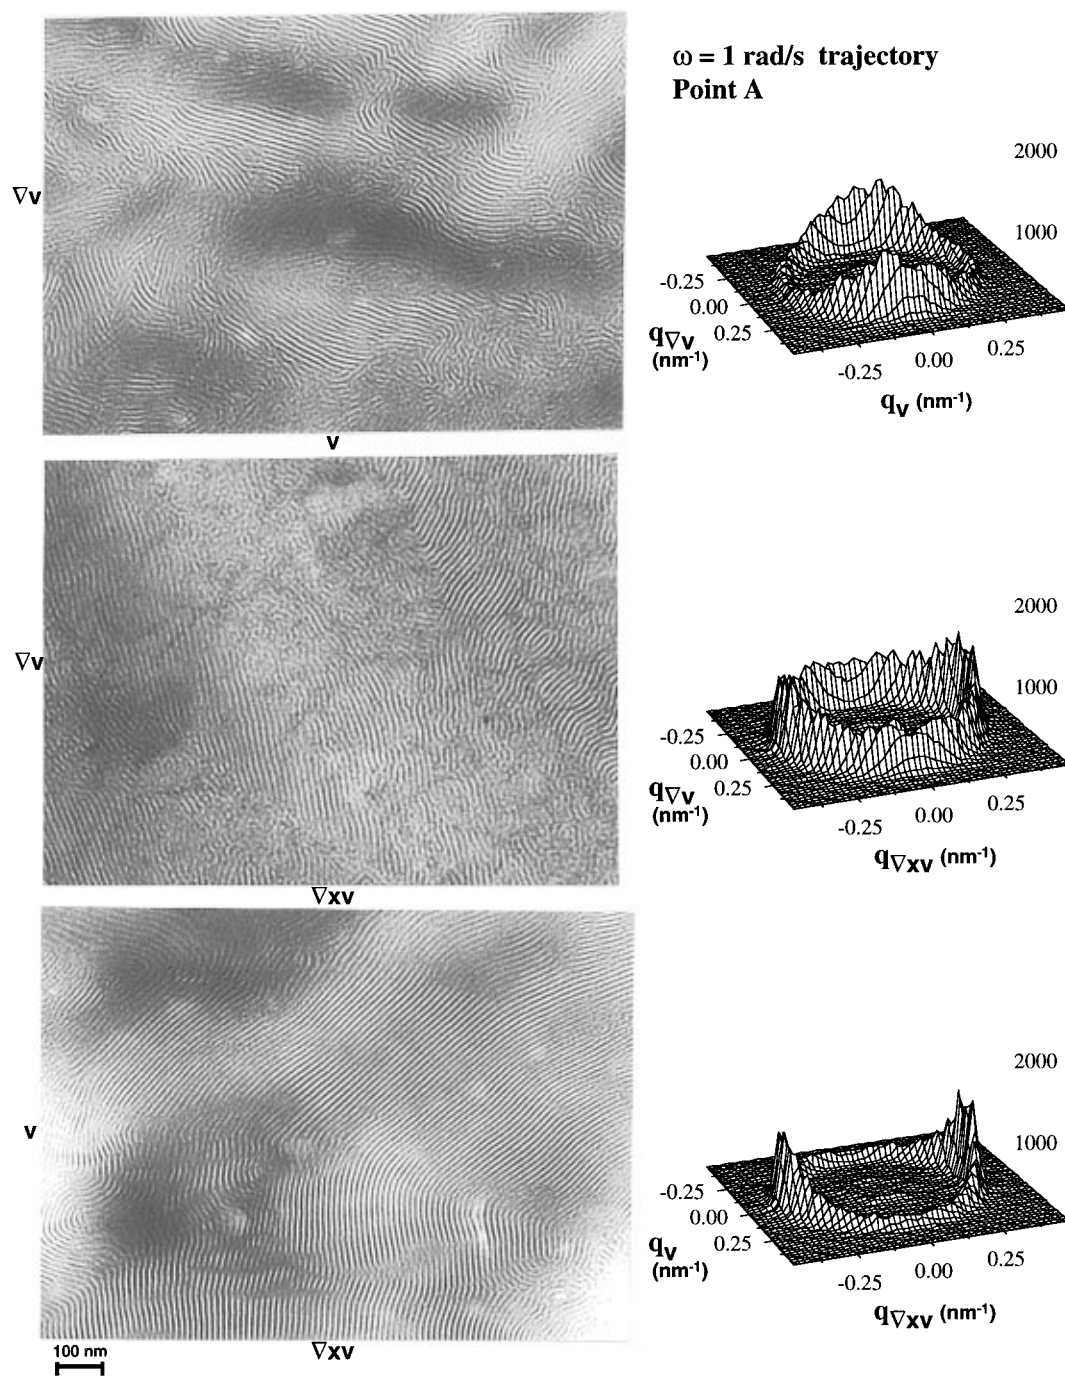 ω = 1 rad/s trajectory
Point A
∇v
v
2000
1000
-0.25
0.00
0.25
q∇v
(nm-1)
-0.25
0.00
0.25
qv (nm-1)
∇v
∇xv
2000
1000
-0.25
0.00
0.25
q∇v
(nm-1)
-0.25
0.00
0.25
q∇xv (nm-1)
v
∇xv
100 nm
2000
1000
-0.25
0.00
0.25
qv
(nm-1)
-0.25
0.00
0.25
q∇xv (nm-1)